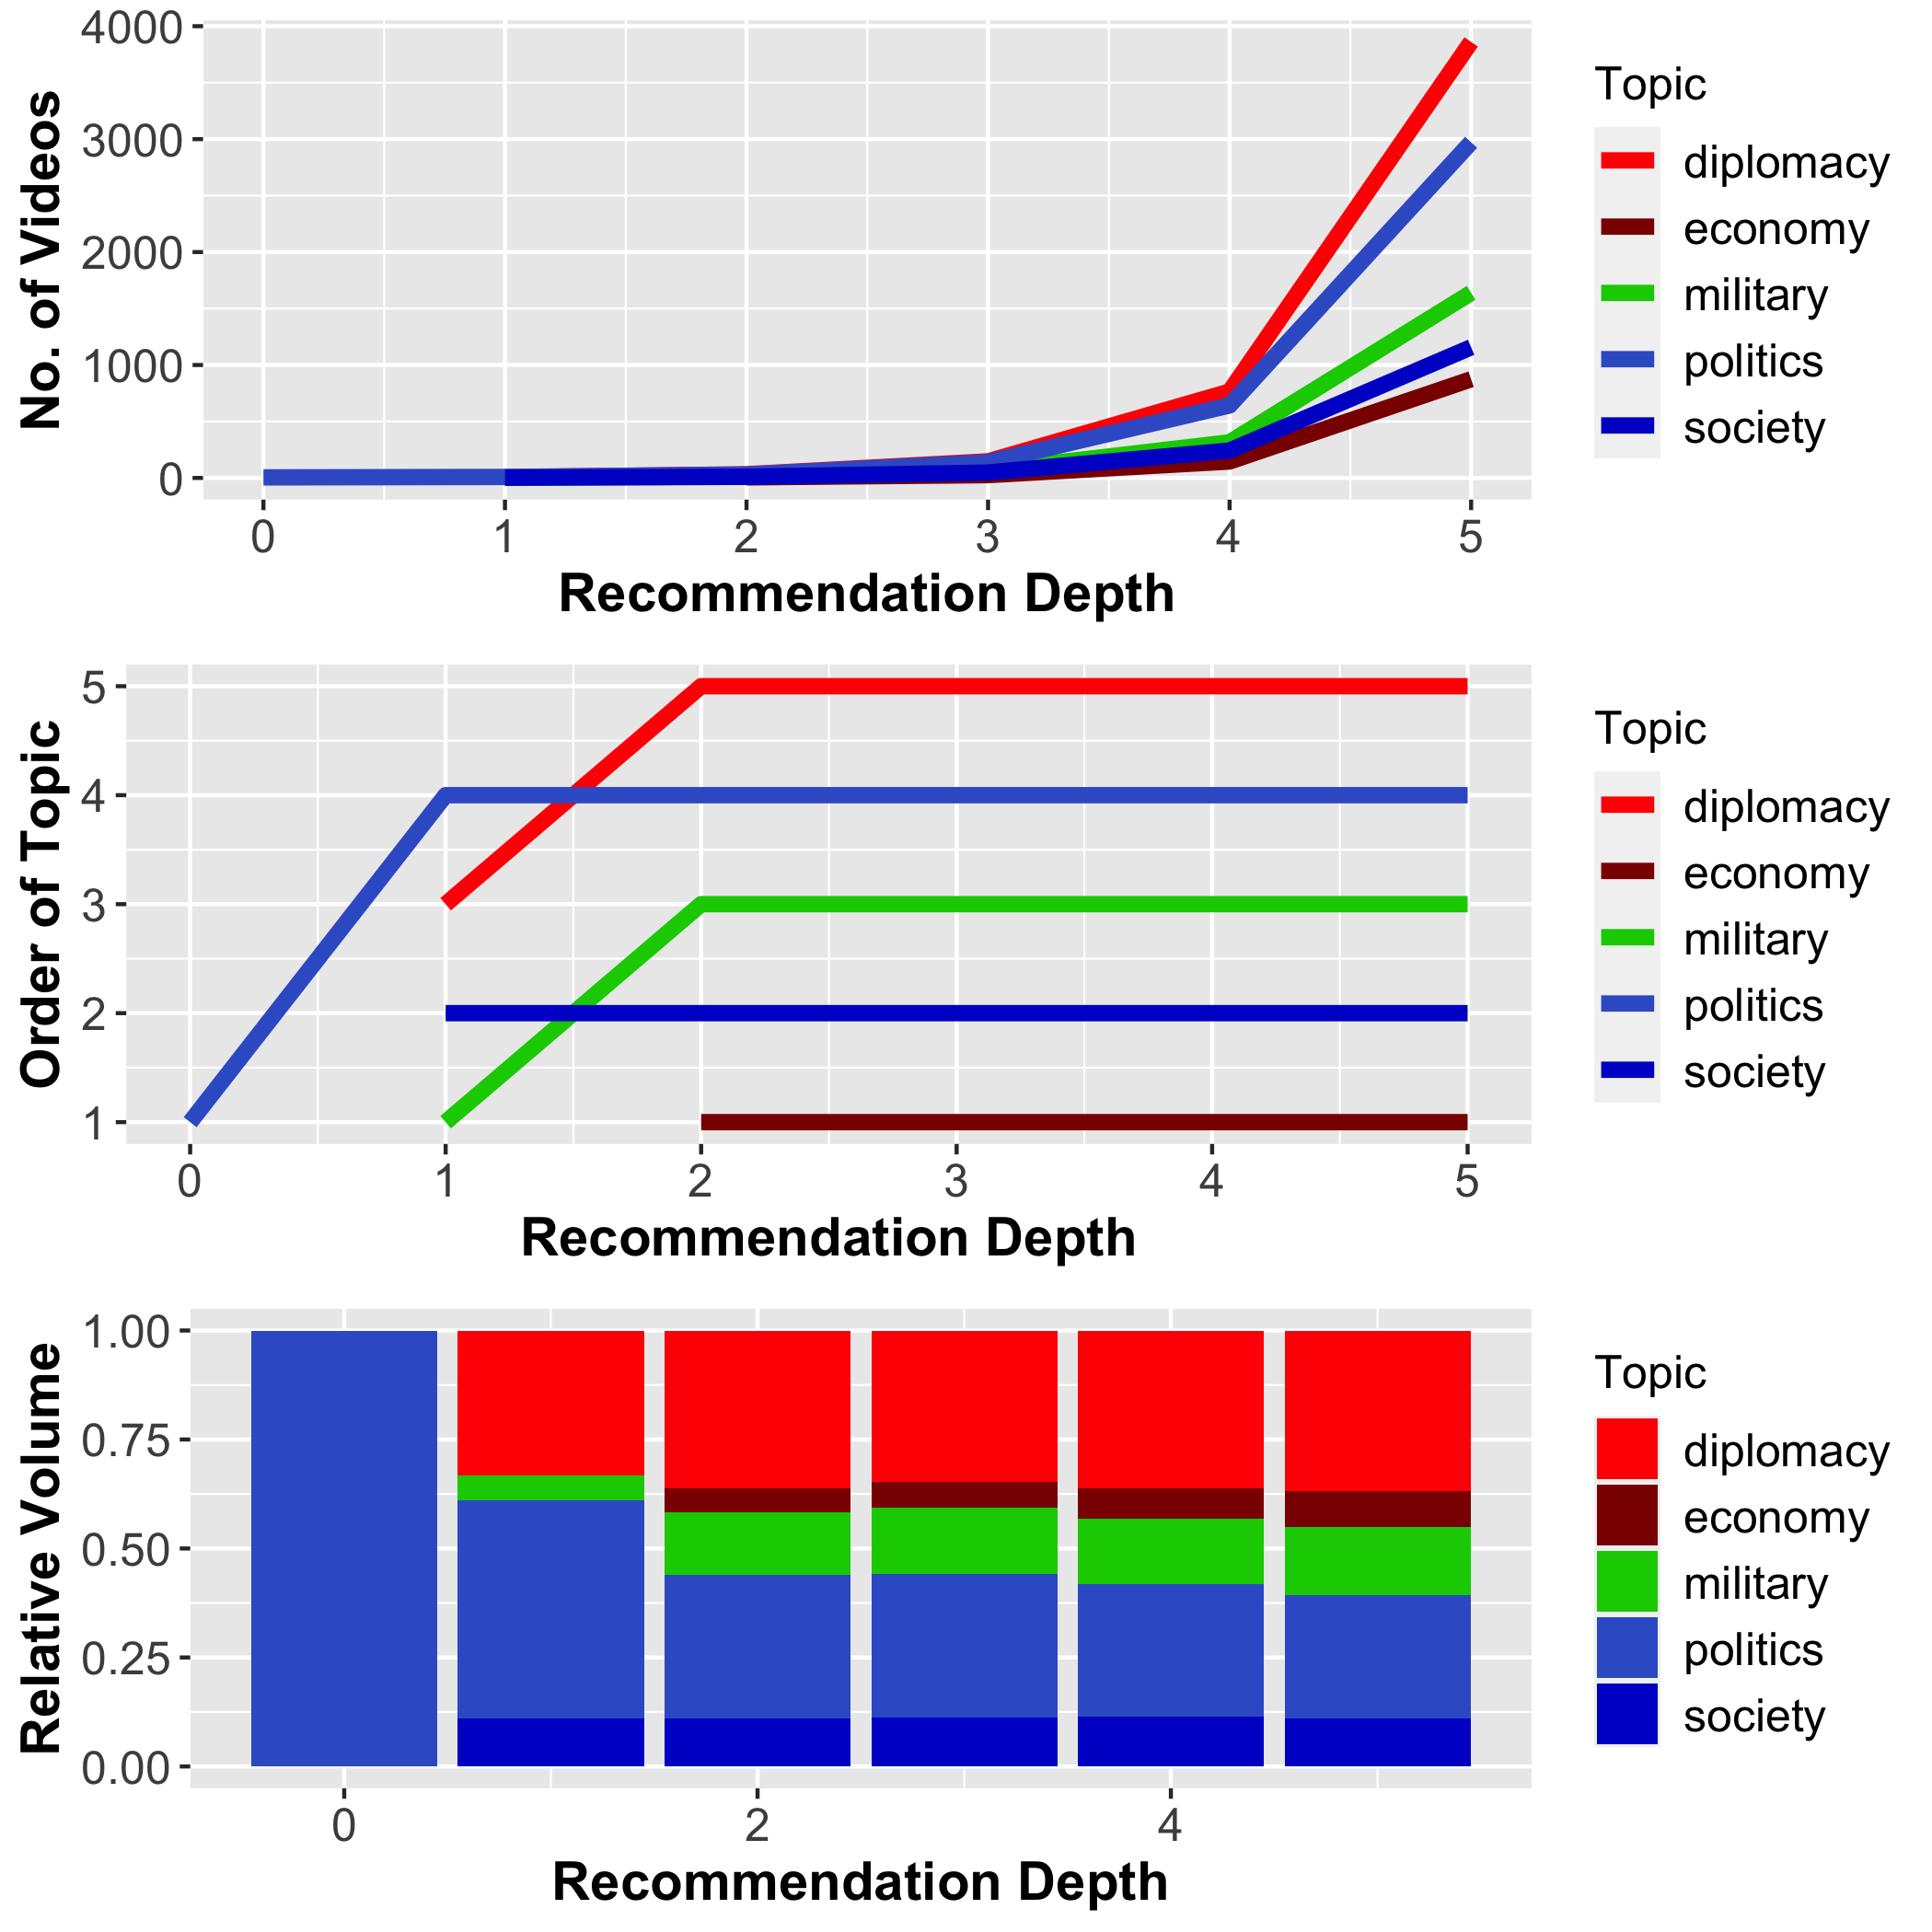 No. of Videos
4000
3000
2000
1000
0
0 1 2 3 4 5
Recommendation Depth
Topic
diplomacy
economy
military
politics
society
Order of Topic
5
4
3
2
1
0 1 2 3 4 5
Recommendation Depth
Topic
diplomacy
economy
military
politics
society
Relative Volume
1.00
0.75
0.50
0.25
0.00
0 2 4
Recommendation Depth
Topic
diplomacy
economy
military
politics
society